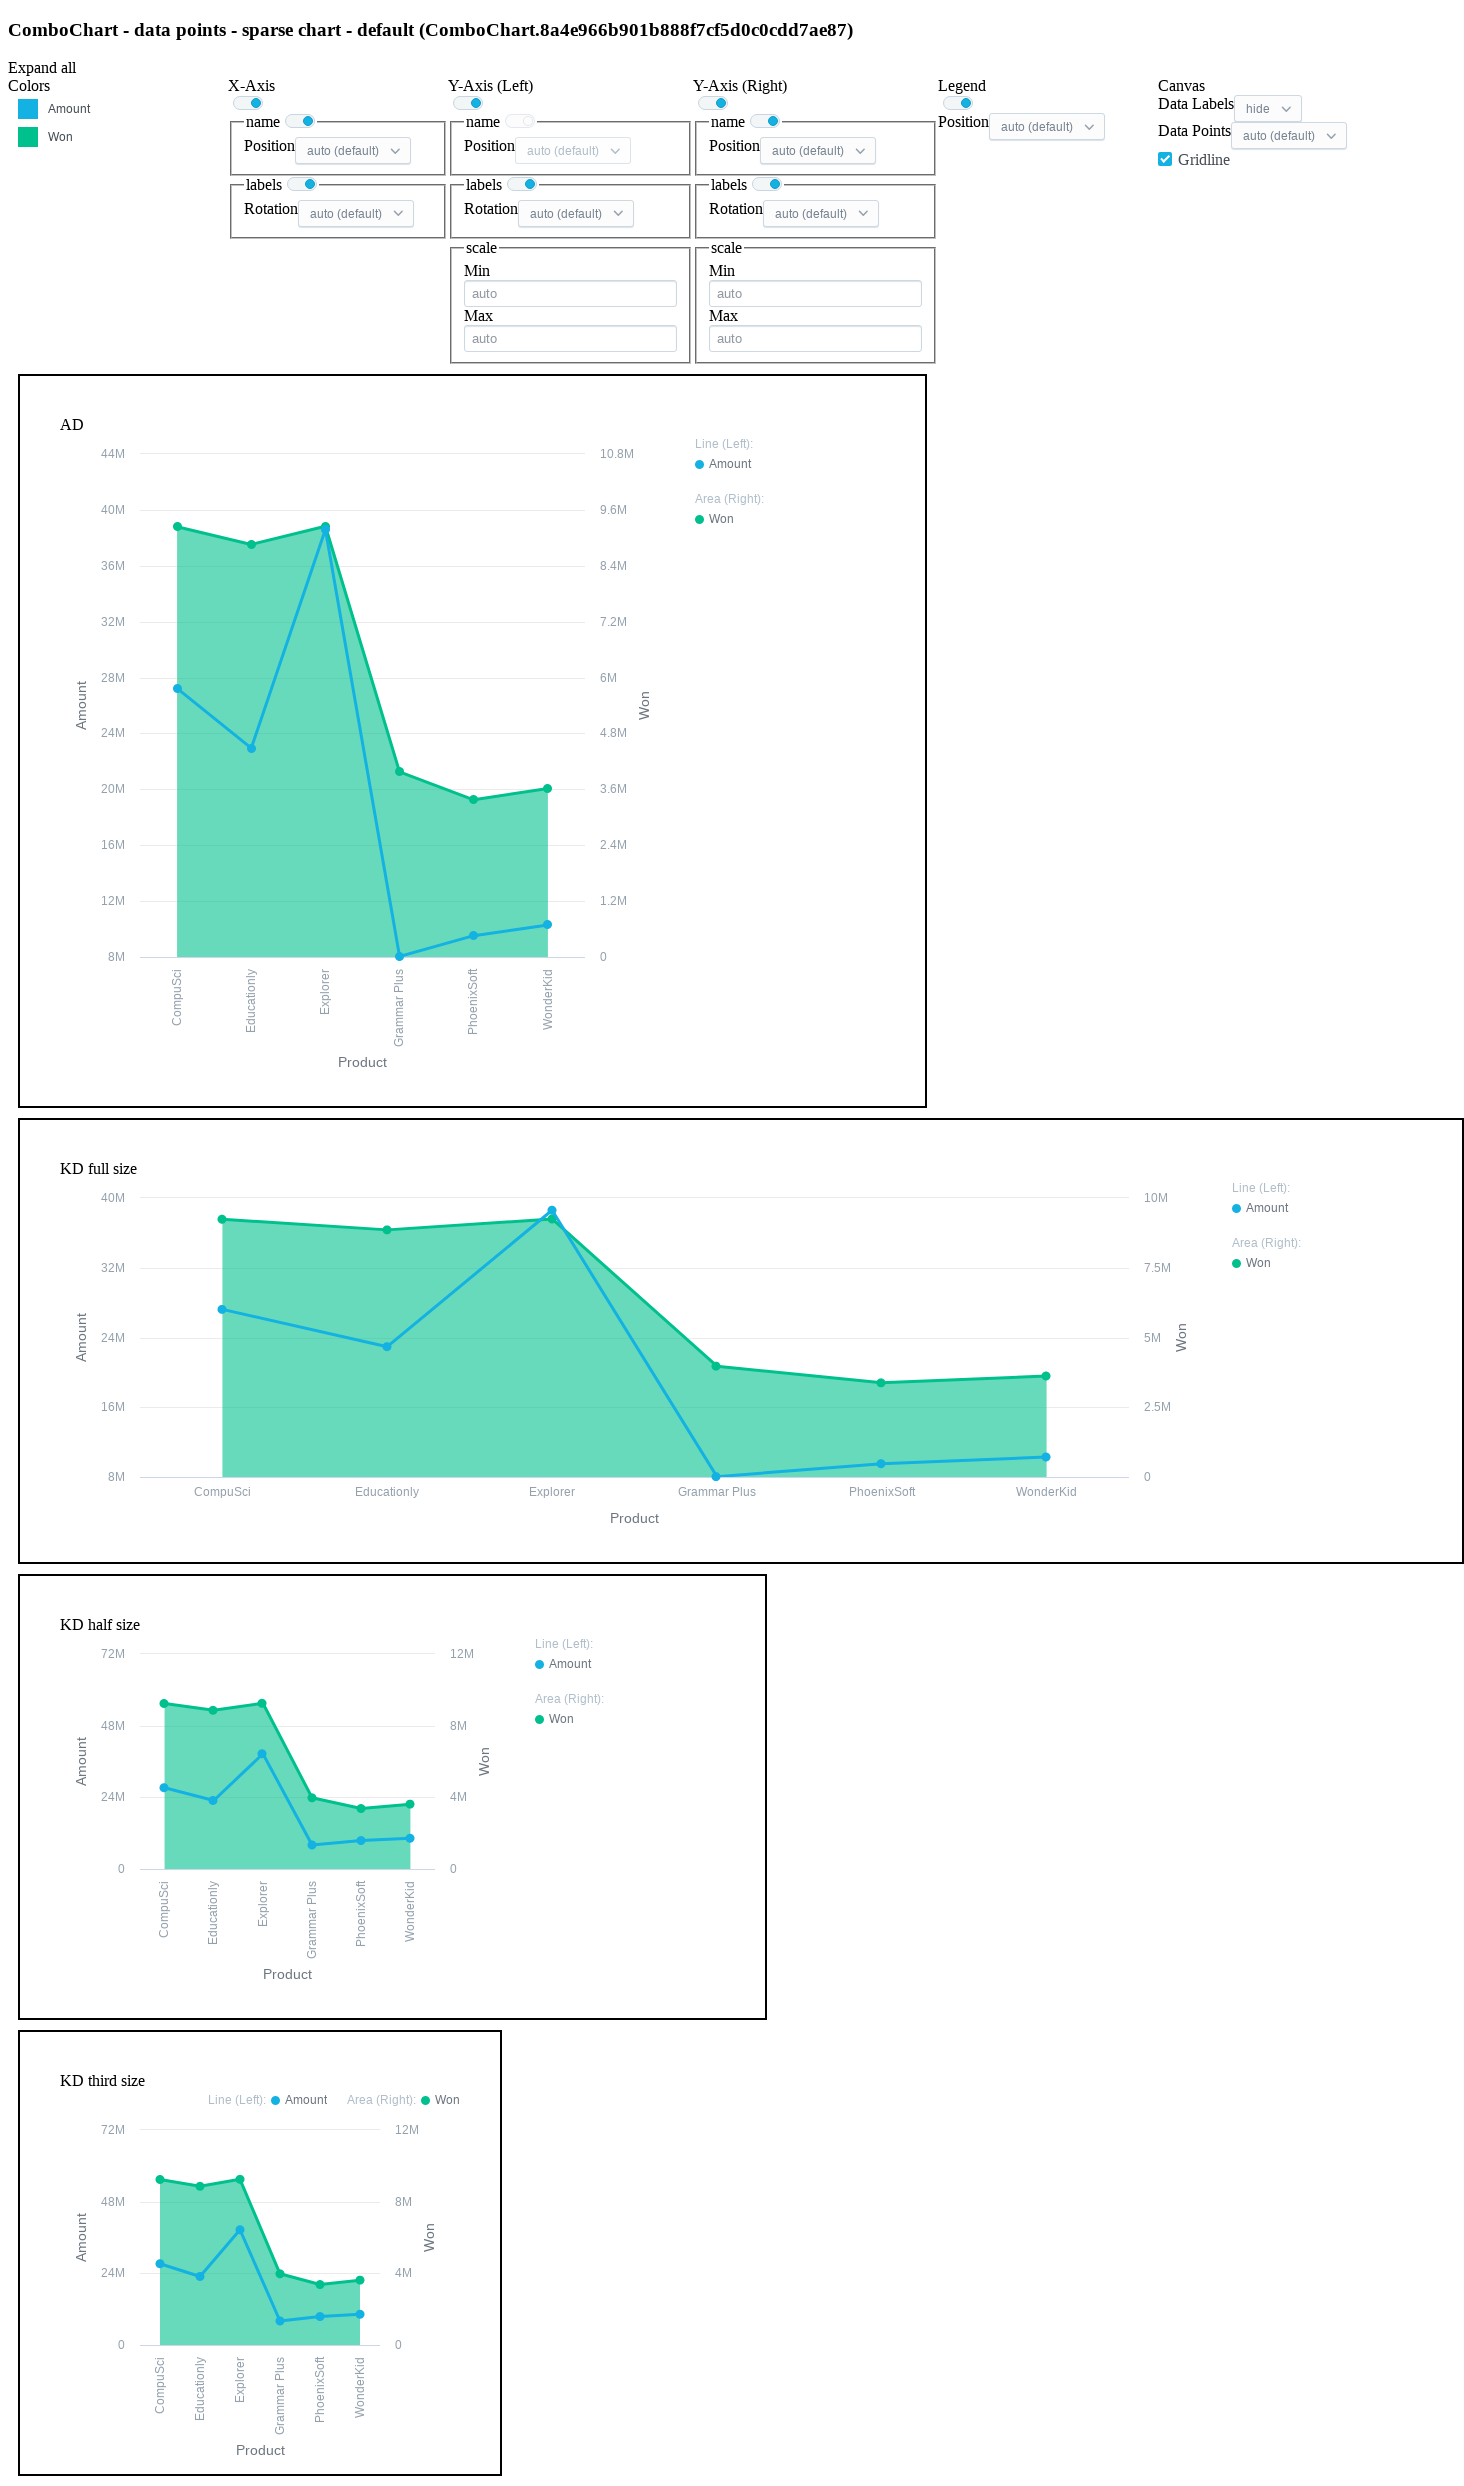 ComboChart - data points - sparse chart - default (ComboChart.8a4e966b901b888f7cf5d0c0cdd7ae87)
Expand all
Colors
Amount
Won
X-Axis
name
Position auto (default)
labels
Rotation auto (default)
Y-Axis (Left)
name
Position auto (default)
labels
Rotation auto (default)
scale
Min
auto
Max
auto
Y-Axis (Right)
name
Position auto (default)
labels
Rotation auto (default)
scale
Min
auto
Max
auto
Legend
Position auto (default)
Canvas
Data Labels hide
Data Points auto (default)
Gridline
AD
44M
40M
36M
32M
28M
24M
20M
16M
12M
8M
Amount
10.8M
9.6M
8.4M
7.2M
6M
4.8M
3.6M
2.4M
1.2M
0
Won
CompuSci
Educationly
Explorer
Grammar Plus
PhoenixSoft
WonderKid
Product
Line (Left):
Amount
Area (Right):
Won
KD full size
40M
32M
24M
16M
8M
Amount
10M
7.5M
5M
2.5M
0
Won
CompuSci
Educationly
Explorer
Grammar Plus
PhoenixSoft
WonderKid
Product
Line (Left):
Amount
Area (Right):
Won
KD half size
72M
48M
24M
0
Amount
12M
8M
4M
0
Won
CompuSci
Educationly
Explorer
Grammar Plus
PhoenixSoft
WonderKid
Product
Line (Left):
Amount
Area (Right):
Won
KD third size
Line (Left): Amount Area (Right): Won
72M
48M
24M
0
Amount
12M
8M
4M
0
Won
CompuSci
Educationly
Explorer
Grammar Plus
PhoenixSoft
WonderKid
Product